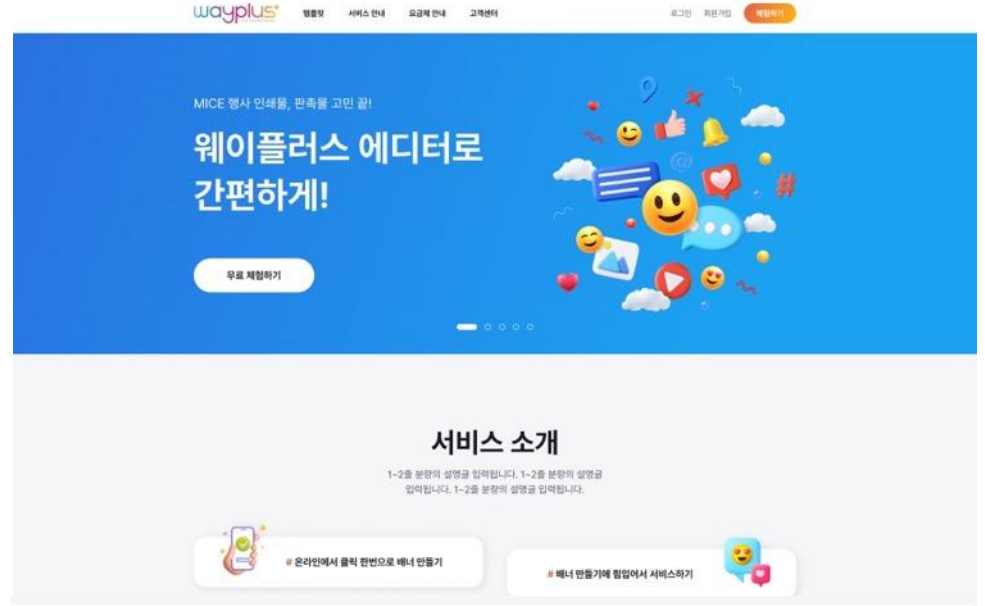 wayplus+
템플릿 서비스 안내 요금제 안내 고객센터
로그인 회원가입 체험하기
MICE 행사 인쇄물, 판촉물 고민 끝!
웨이플러스 에디터로
간편하게!
무료 체험하기
서비스 소개
1~2줄 분량의 설명글 입력됩니다. 1~2줄 분량의 설명글
입력됩니다. 1~2줄 분량의 설명글 입력됩니다.
# 온라인에서 클릭 한번으로 배너 만들기
# 배너 만들기에 힘입어서 서비스하기